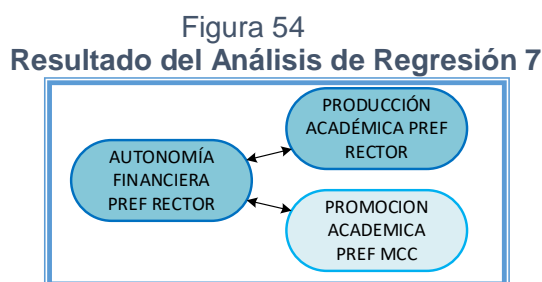 Figura 54
Resultado del Análisis de Regresión 7
AUTONOMÍA
FINANCIERA
PREF RECTOR
PRODUCCIÓN
ACADÉMICA PREF
RECTOR
PROMOCION
ACADEMICA
PREF MCC